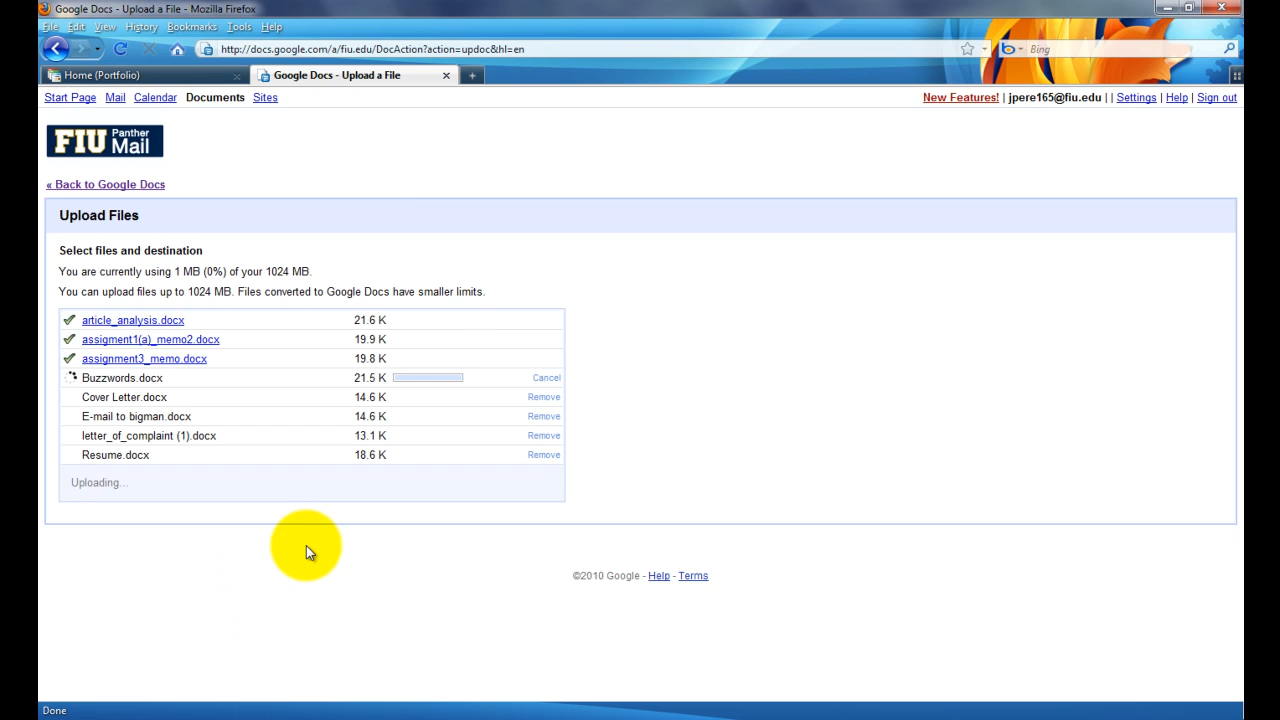 Google Docs - Upload a File - Mozilla Firefox
File Edit View History Bookmarks Tools Help
http://docs.google.com/a/fiu.edu/DocAction?action=updoc&hl=en
Bing
Home (Portfolio)
Google Docs - Upload a File
Start Page Mail Calendar Documents Sites
New Features! | jpere165@fiu.edu | | Settings | Help | Sign out
FIU Panther Mail
« Back to Google Docs
Upload Files
Select files and destination
You are currently using 1 MB (0%) of your 1024 MB.
You can upload files up to 1024 MB. Files converted to Google Docs have smaller limits.
article_analysis.docx 21.6 K
assigment1(a)_memo2.docx 19.9 K
assignment3_memo.docx 19.8 K
Buzzwords.docx 21.5 K Cancel
Cover Letter.docx 14.6 K Remove
E-mail to bigman.docx 14.6 K Remove
letter_of_complaint (1).docx 13.1 K Remove
Resume.docx 18.6 K Remove
Uploading...
©2010 Google - Help - Terms
Done